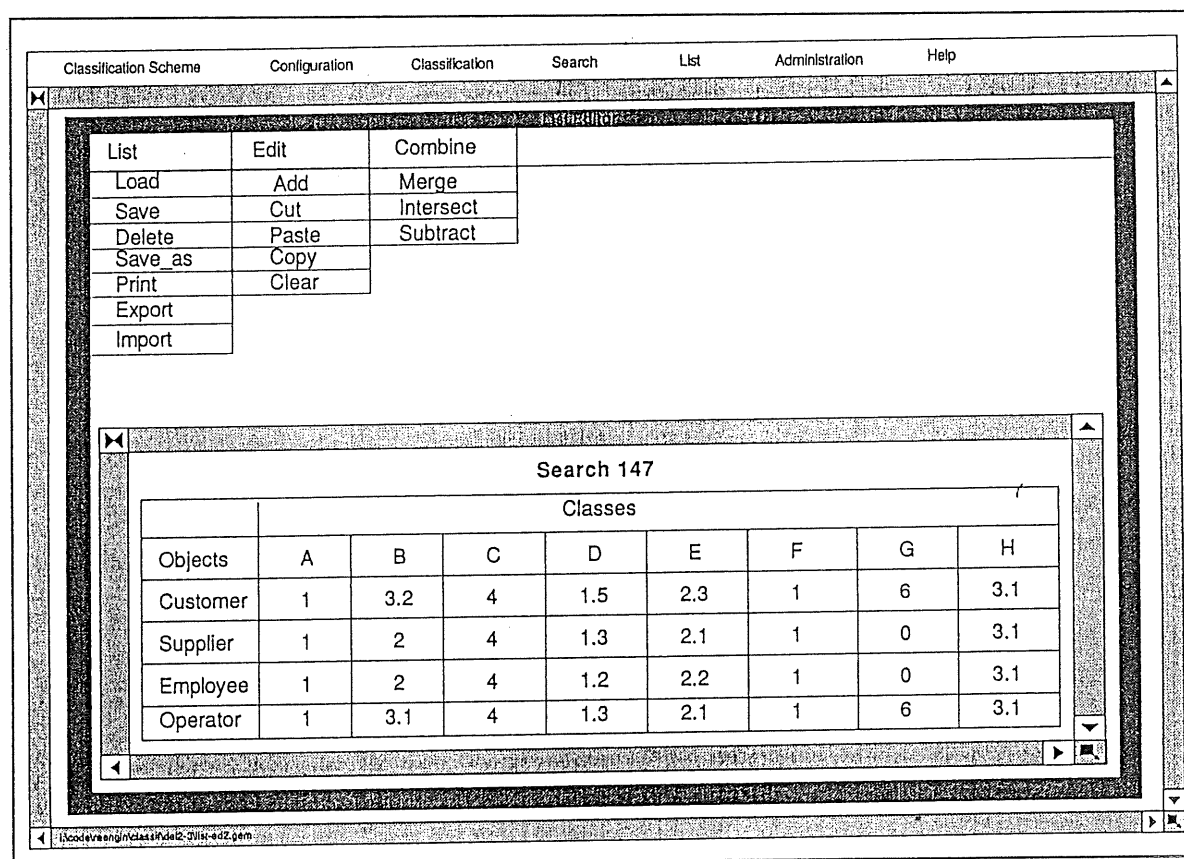 Classification Scheme Configuration Classification Search List Administration Help
List Edit Combine
Load Add Merge
Save Cut Intersect
Delete Paste Subtract
Save_as Copy
Print Clear
Export
Import
Search 147
Classes
Objects A B C D E F G H
Customer 1 3.2 4 1.5 2.3 1 6 3.1
Supplier 1 2 4 1.3 2.1 1 0 3.1
Employee 1 2 4 1.2 2.2 1 0 3.1
Operator 1 3.1 4 1.3 2.1 1 6 3.1